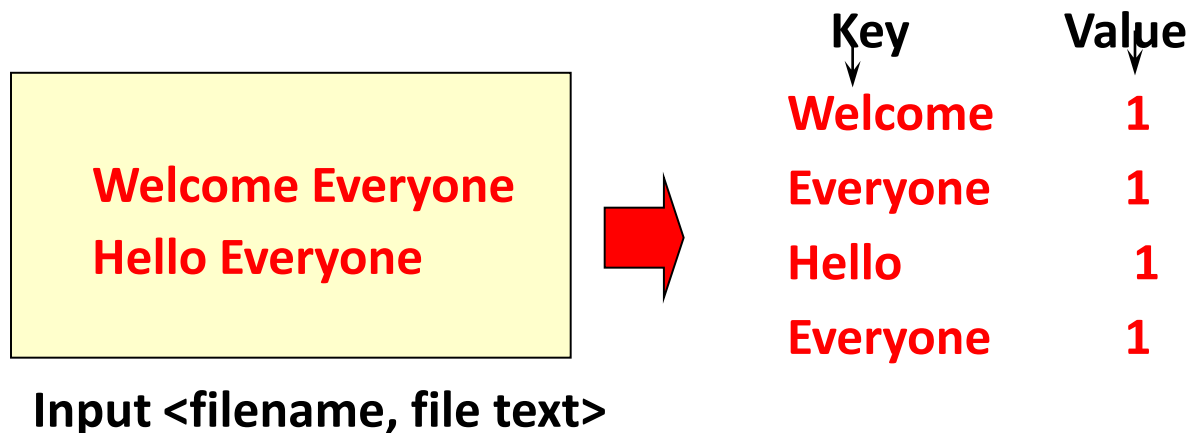 Key Value
Welcome 1
Everyone 1
Hello 1
Everyone 1
Welcome Everyone
Hello Everyone
Input <filename, file text>